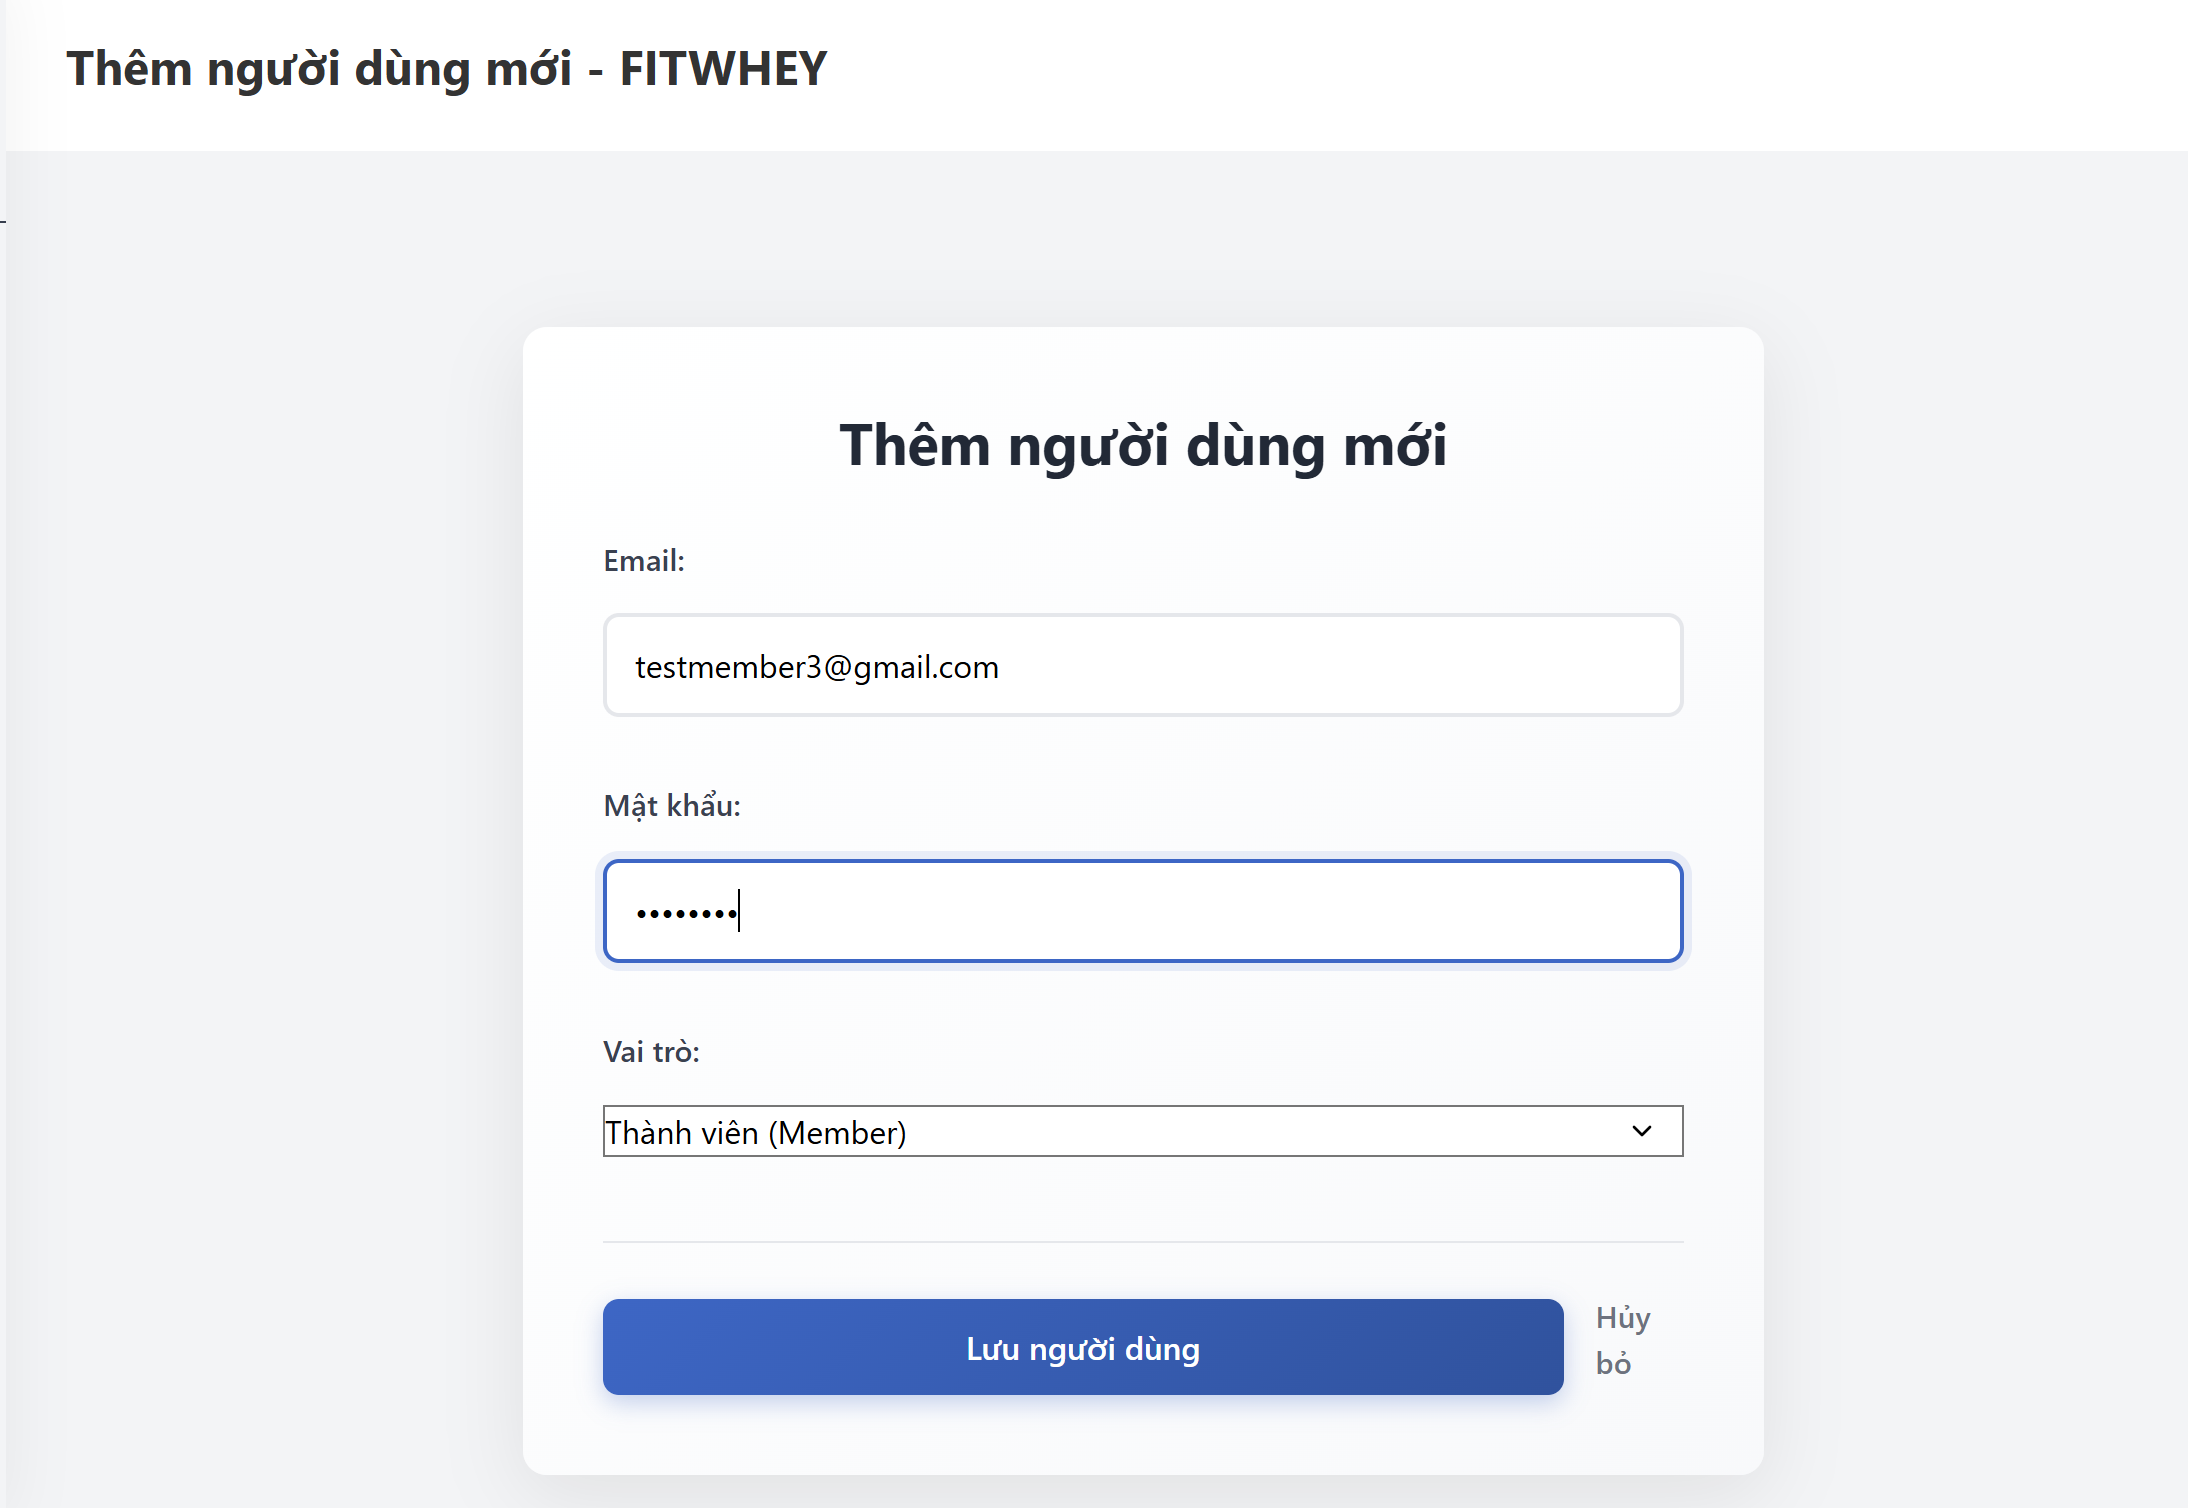 Thêm người dùng mới - FITWHEY
Thêm người dùng mới
Email:
testmember3@gmail.com
Mật khẩu:
••••••••
Vai trò:
Thành viên (Member)
Lưu người dùng
Hủy
bỏ